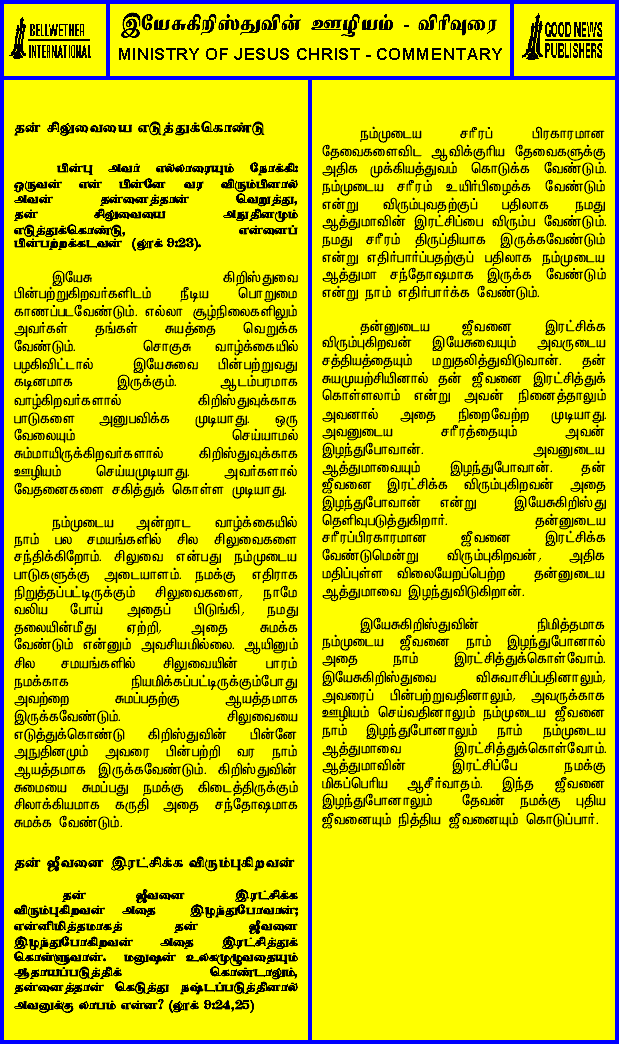 BELLWETHER
INTERNATIONAL
இயேசுகிறிஸ்துவின் ஊழியம் - விரிவுரை
MINISTRY OF JESUS CHRIST - COMMENTARY
GOOD NEWS
PUBLISHERS
தன் சிலுவையை எடுத்துக்கொண்டு
பின்பு அவர் எல்லாரையும் நோக்கி:
ஒருவன் என் பின்னே வர விரும்பினால்
அவன் தன்னைத்தான் வெறுத்து,
தன் சிலுவையை அநுதினமும்
எடுத்துக்கொண்டு, என்னைப்
பின்பற்றக்கடவன் (லூக் 9:23).
இயேசு கிறிஸ்துவை
பின்பற்றுகிறவர்களிடம் நீடிய பொறுமை
காணப்படவேண்டும். எல்லா சூழ்நிலைகளிலும்
அவர்கள் தங்கள் சுயத்தை வெறுக்க
வேண்டும். சொகுசு வாழ்க்கையில்
பழகிவிட்டால் இயேசுவை பின்பற்றுவது
கடினமாக இருக்கும். ஆடம்பரமாக
வாழ்கிறவர்களால் கிறிஸ்துவுக்காக
பாடுகளை அனுபவிக்க முடியாது. ஒரு
வேலையும் செய்யாமல்
சும்மாயிருக்கிறவர்களால் கிறிஸ்துவுக்காக
ஊழியம் செய்யமுடியாது. அவர்களால்
வேதனைகளை சகித்துக் கொள்ள முடியாது.
நம்முடைய அன்றாட வாழ்க்கையில்
நாம் பல சமயங்களில் சில சிலுவைகளை
சந்திக்கிறோம். சிலுவை என்பது நம்முடைய
பாடுகளுக்கு அடையாளம். நமக்கு எதிராக
நிறுத்தப்பட்டிருக்கும் சிலுவைகளை, நாமே
வலிய போய் அதைப் பிடுங்கி, நமது
தலையின்மீது ஏற்றி, அதை சுமக்க
வேண்டும் என்னும் அவசியமில்லை. ஆயினும்
சில சமயங்களில் சிலுவையின் பாரம்
நமக்காக நியமிக்கப்பட்டிருக்கும்போது
அவற்றை சுமப்பதற்கு ஆயத்தமாக
இருக்கவேண்டும். சிலுவையை
எடுத்துக்கொண்டு கிறிஸ்துவின் பின்னே
அநுதினமும் அவரை பின்பற்றி வர நாம்
ஆயத்தமாக இருக்கவேண்டும். கிறிஸ்துவின்
சுமையை சுமப்பது நமக்கு கிடைத்திருக்கும்
சிலாக்கியமாக கருதி அதை சந்தோஷமாக
சுமக்க வேண்டும்.
தன் ஜீவனை இரட்சிக்க விரும்புகிறவன்
தன் ஜீவனை இரட்சிக்க
விரும்புகிறவன் அதை இழந்துபோவான்;
என்னிமித்தமாகத் தன் ஜீவனை
இழந்துபோகிறவன் அதை இரட்சித்துக்
கொள்ளுவான். மனுஷன் உலகமுழுவதையும்
ஆதாயப்படுத்திக் கொண்டாலும்,
தன்னைத்தான் கெடுத்து நஷ்டப்படுத்தினால்
அவனுக்கு லாபம் என்ன? (லூக் 9:24,25)
நம்முடைய சரீரப் பிரகாரமான
தேவைகளைவிட ஆவிக்குரிய தேவைகளுக்கு
அதிக முக்கியத்துவம் கொடுக்க வேண்டும்.
நம்முடைய சரீரம் உயிர்பிழைக்க வேண்டும்
என்று விரும்புவதற்குப் பதிலாக நமது
ஆத்துமாவின் இரட்சிப்பை விரும்ப வேண்டும்.
நமது சரீரம் திருப்தியாக இருக்கவேண்டும்
என்று எதிர்பார்ப்பதற்குப் பதிலாக நம்முடைய
ஆத்துமா சந்தோஷமாக இருக்க வேண்டும்
என்று நாம் எதிர்பார்க்க வேண்டும்.
தன்னுடைய ஜீவனை இரட்சிக்க
விரும்புகிறவன் இயேசுவையும் அவருடைய
சத்தியத்தையும் மறுதலித்துவிடுவான். தன்
சுயமுயற்சியினால் தன் ஜீவனை இரட்சித்துக்
கொள்ளலாம் என்று அவன் நினைத்தாலும்
அவனால் அதை நிறைவேற்ற முடியாது.
அவனுடைய சரீரத்தையும் அவன்
இழந்துபோவான். அவனுடைய
ஆத்துமாவையும் இழந்துபோவான். தன்
ஜீவனை இரட்சிக்க விரும்புகிறவன் அதை
இழந்துபோவான் என்று இயேசுகிறிஸ்து
தெளிவுபடுத்துகிறார். தன்னுடைய
சரீரப்பிரகாரமான ஜீவனை இரட்சிக்க
வேண்டுமென்று விரும்புகிறவன், அதிக
மதிப்புள்ள விலையேறப்பெற்ற தன்னுடைய
ஆத்துமாவை இழந்துவிடுகிறான்.
இயேசுகிறிஸ்துவின் நிமித்தமாக
நம்முடைய ஜீவனை நாம் இழந்துபோனால்
அதை நாம் இரட்சித்துக்கொள்வோம்.
இயேசுகிறிஸ்துவை விசுவாசிப்பதினாலும்,
அவரைப் பின்பற்றுவதினாலும், அவருக்காக
ஊழியம் செய்வதினாலும் நம்முடைய ஜீவனை
நாம் இழந்துபோனாலும் நாம் நம்முடைய
ஆத்துமாவை இரட்சித்துக்கொள்வோம்.
ஆத்துமாவின் இரட்சிப்பே நமக்கு
மிகப்பெரிய ஆசீர்வாதம். இந்த ஜீவனை
இழந்துபோனாலும் தேவன் நமக்கு புதிய
ஜீவனையும் நித்திய ஜீவனையும் கொடுப்பார்.